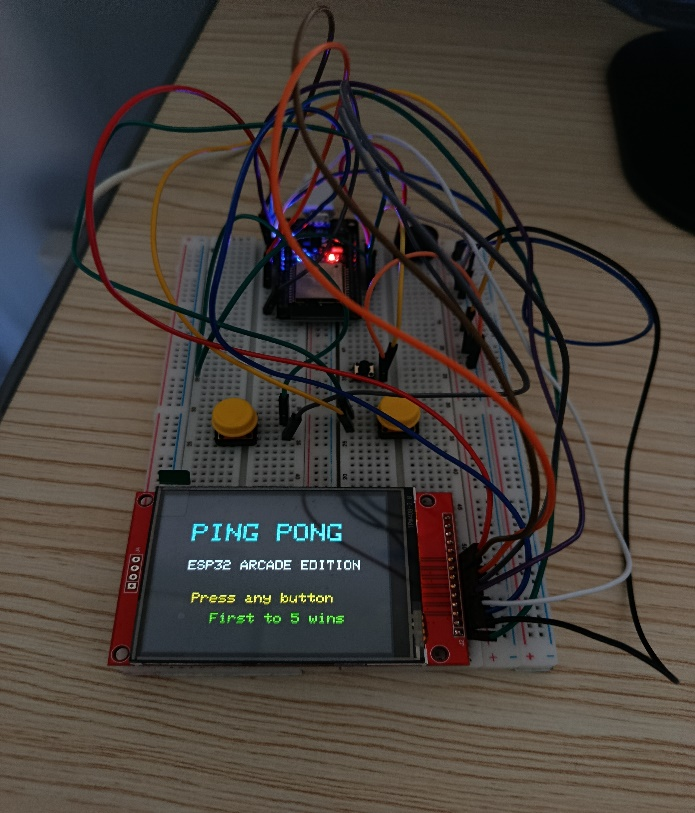 PING PONG
ESP32 ARCADE EDITION
Press any button
First to 5 wins